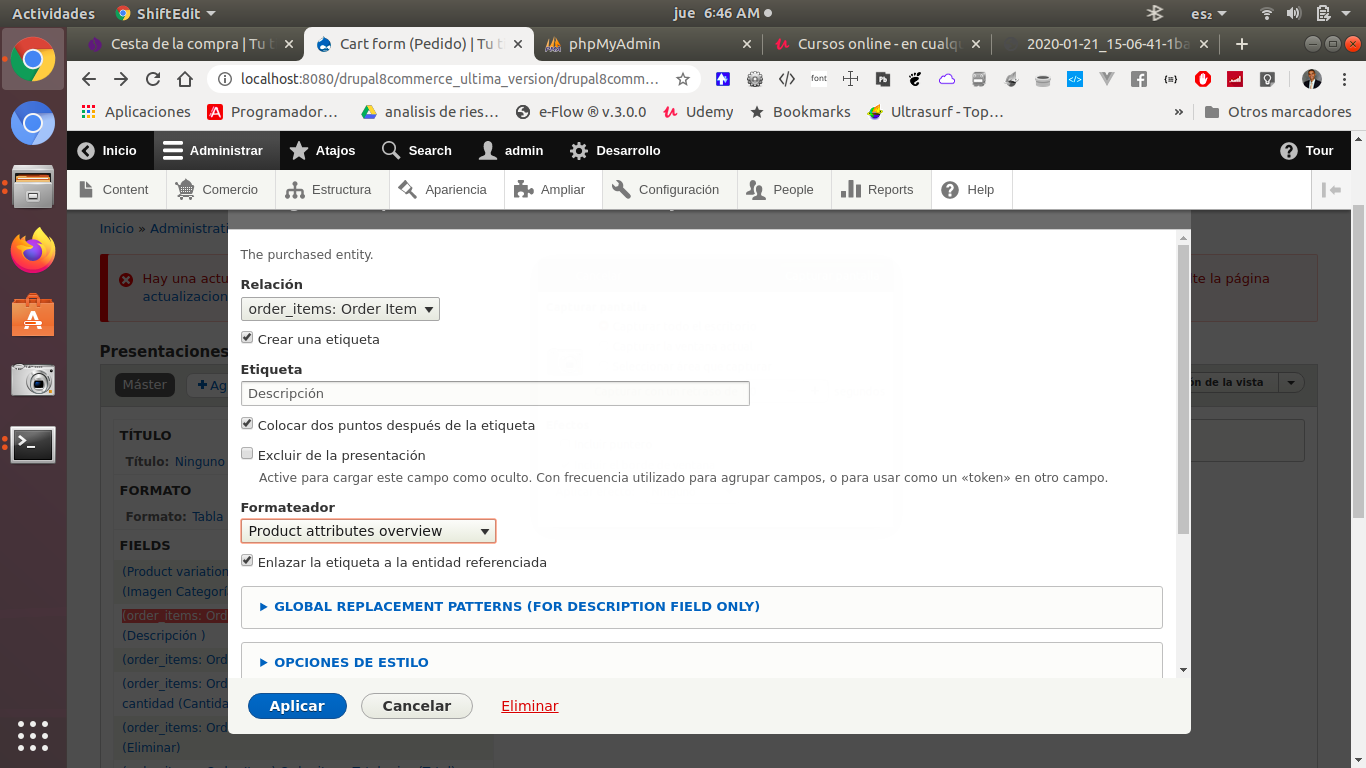 Actividades ShiftEdit jue 6:46 AM es₂
Cesta de la compra | Tu t Cart form (Pedido) | Tu t phpMyAdmin Cursos online - en cualqu 2020-01-21_15-06-41-1ba
localhost:8080/drupal8commerce_ultima_version/drupal8comm… font
Aplicaciones Programador… analisis de ries… e-Flow ® v.3.0.0 Udemy Bookmarks Ultrasurf - Top… » Otros marcadores
Inicio Administrar Atajos Search admin Desarrollo Tour
Content Comercio Estructura Apariencia Ampliar Configuración People Reports Help
Inicio » Administrati
The purchased entity.
Hay una actu te la página
actualizacion
Relación
order_items: Order Item
Crear una etiqueta
Presentaciones
Etiqueta
Máster Ag ón de la vista
Descripción
Colocar dos puntos después de la etiqueta
TÍTULO
Excluir de la presentación
Título: Ninguno
Active para cargar este campo como oculto. Con frecuencia utilizado para agrupar campos, o para usar como un «token» en otro campo.
FORMATO
Formateador
Formato: Tabla
Product attributes overview
FIELDS
Enlazar la etiqueta a la entidad referenciada
(Product variation
(Imagen Categorí
GLOBAL REPLACEMENT PATTERNS (FOR DESCRIPTION FIELD ONLY)
(order_items: Ord
(Descripción )
(order_items: Ord
OPCIONES DE ESTILO
(order_items: Ord
cantidad (Cantida
Aplicar Cancelar Eliminar
(order_items: Ord
(Eliminar)